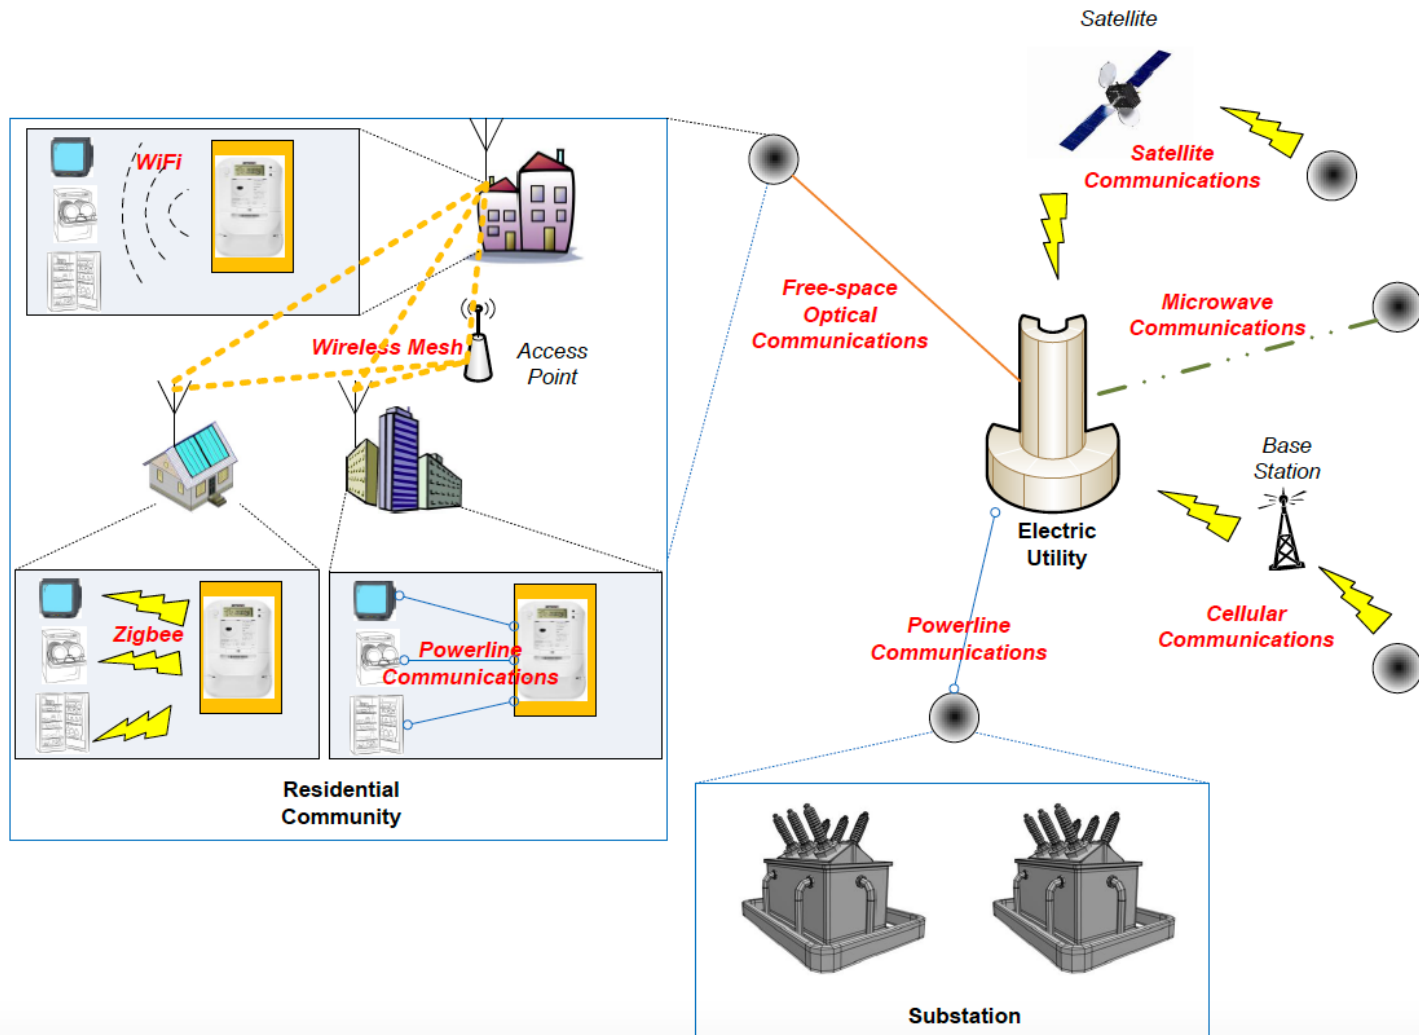 Satellite
WiFi
Satellite
Communications
Free-space
Optical
Communications
Microwave
Communications
Wireless Mesh
Access
Point
Base
Station
Electric
Utility
Zigbee
Powerline
Communications
Powerline
Communications
Cellular
Communications
Residential
Community
Substation